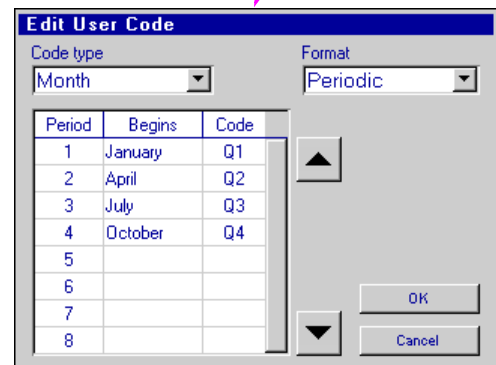 Edit User Code
Code type Format
Month Periodic
Period Begins Code
1 January Q1
2 April Q2
3 July Q3
4 October Q4
5
6
7
8
OK
Cancel